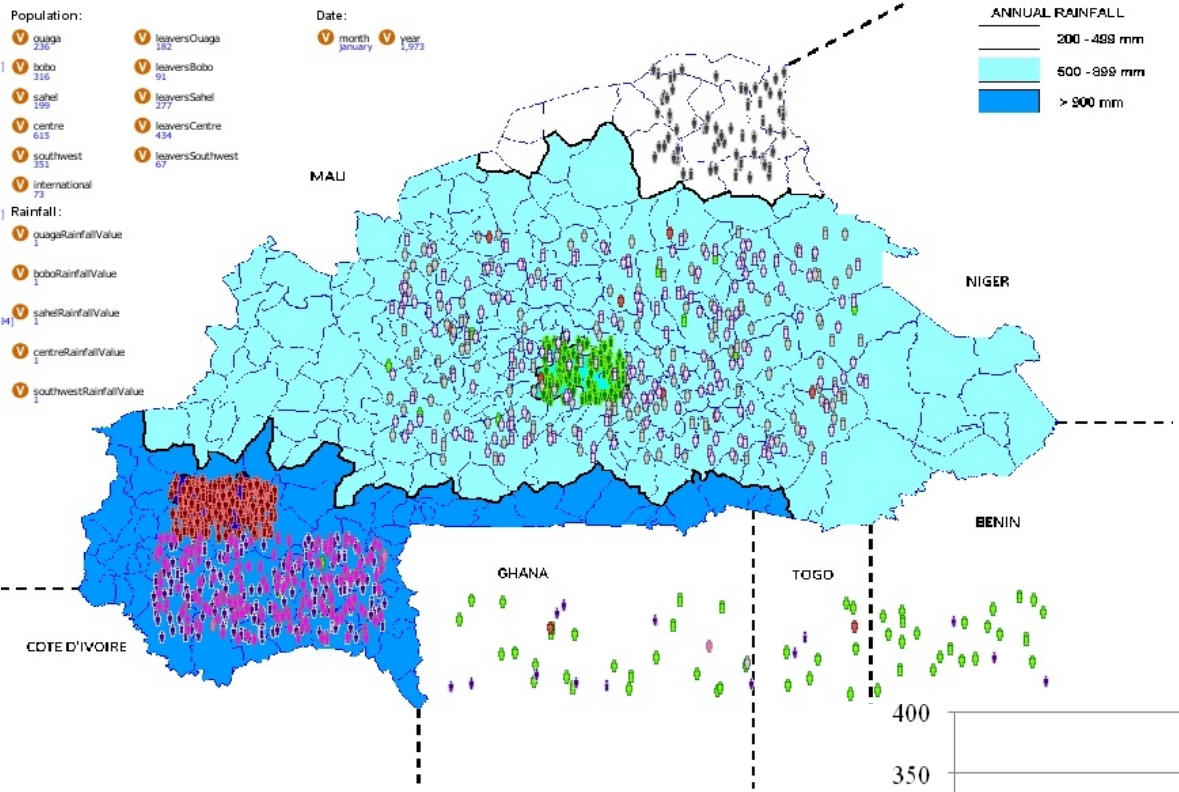 Population:
V ouaga
236
V bobo
316
V sahel
199
V centre
615
V southwest
351
V international
73
V leaversOuaga
182
V leaversBobo
91
V leaversSahel
277
V leaversCentre
434
V leaversSouthwest
67
Date:
V month
january
V year
1,973
Rainfall:
V ouagaRainfallValue
1
V boboRainfallValue
1
V sahelRainfallValue
1
94]
V centreRainfallValue
1
V southwestRainfallValue
1
ANNUAL RAINFALL
200 - 499 mm
500 - 899 mm
> 900 mm
MALI
NIGER
BENIN
GHANA
TOGO
COTE D'IVOIRE
400
350